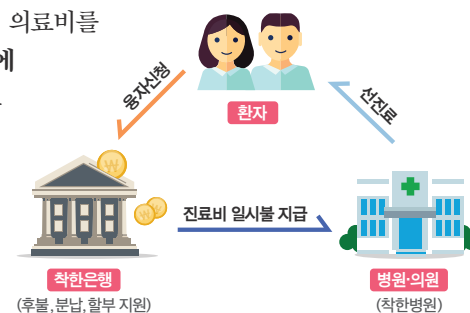 의료비를
에
융자신청
선진료
환자
진료비 일시불 지급
착한은행
(후불, 분납, 할부 지원)
병원·의원
(착한병원)